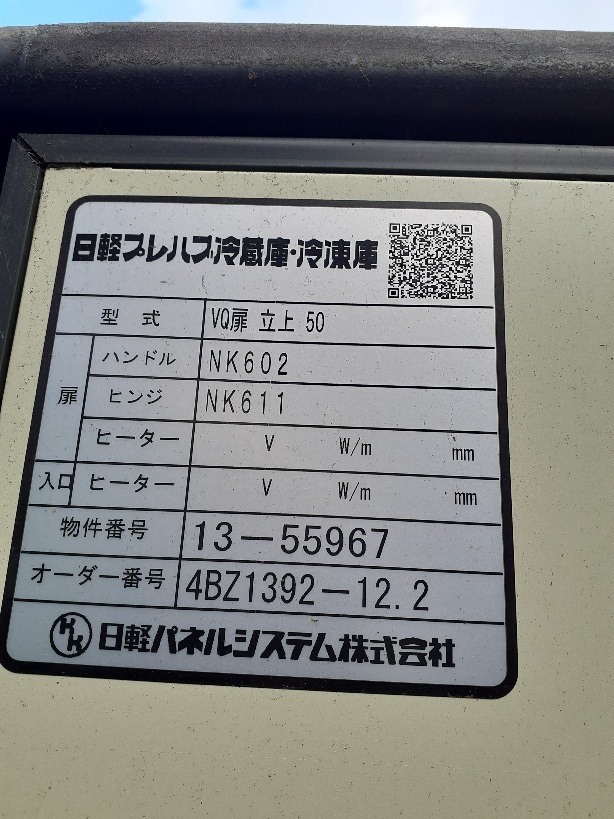 日軽プレハブ冷蔵庫・冷凍庫
型式 VQ扉 立上 50
扉 ハンドル NK602
ヒンジ NK611
ヒーター V W/m mm
入口 ヒーター V W/m mm
物件番号 13-55967
オーダー番号 4BZ1392-12.2
KK 日軽パネルシステム株式会社